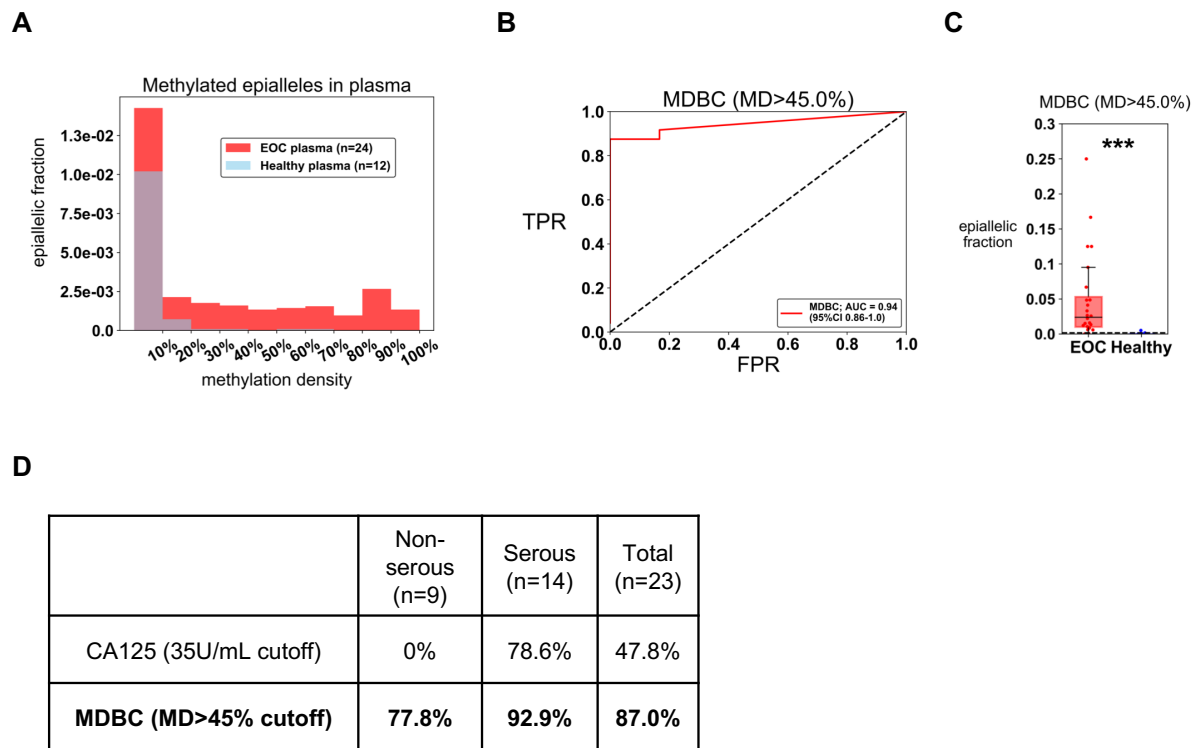 A
B
C
Methylated epialleles in plasma
epiallelic fraction
1.3e-02
1.0e-02
7.5e-03
5.0e-03
2.5e-03
0.0
EOC plasma (n=24)
Healthy plasma (n=12)
10% 20% 30% 40% 50% 60% 70% 80% 90% 100%
methylation density
MDBC (MD>45.0%)
TPR
1.0
0.8
0.6
0.4
0.2
0.0
MDBC; AUC = 0.94
(95%CI 0.86-1.0)
0.0 0.2 0.4 0.6 0.8 1.0
FPR
MDBC (MD>45.0%)
epiallelic
fraction
0.3
0.25
0.2
0.15
0.1
0.05
0.0
***
EOC Healthy
D
Non-
serous
(n=9)
Serous
(n=14)
Total
(n=23)
CA125 (35U/mL cutoff) 0% 78.6% 47.8%
MDBC (MD>45% cutoff) 77.8% 92.9% 87.0%